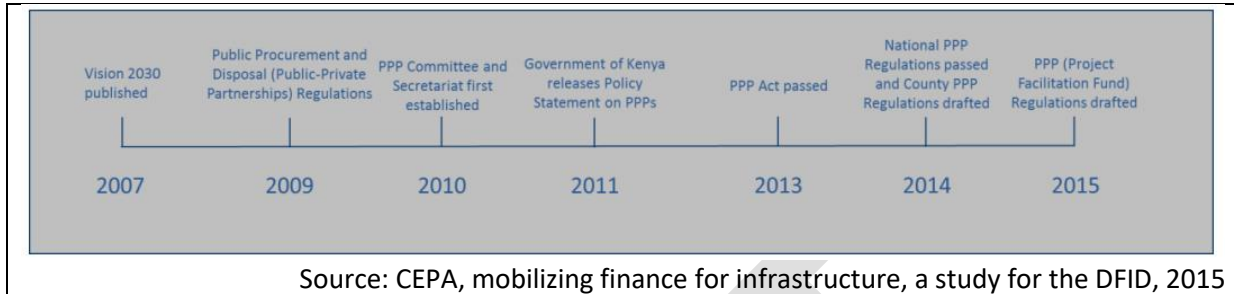 Vision 2030
published
Public Procurement and
Disposal (Public-Private
Partnerships) Regulations
PPP Committee and
Secretariat first
established
Government of Kenya
releases Policy
Statement on PPPs
PPP Act passed
National PPP
Regulations passed
and County PPP
Regulations drafted
PPP (Project
Facilitation Fund)
Regulations drafted
2007
2009
2010
2011
2013
2014
2015
Source: CEPA, mobilizing finance for infrastructure, a study for the DFID, 2015